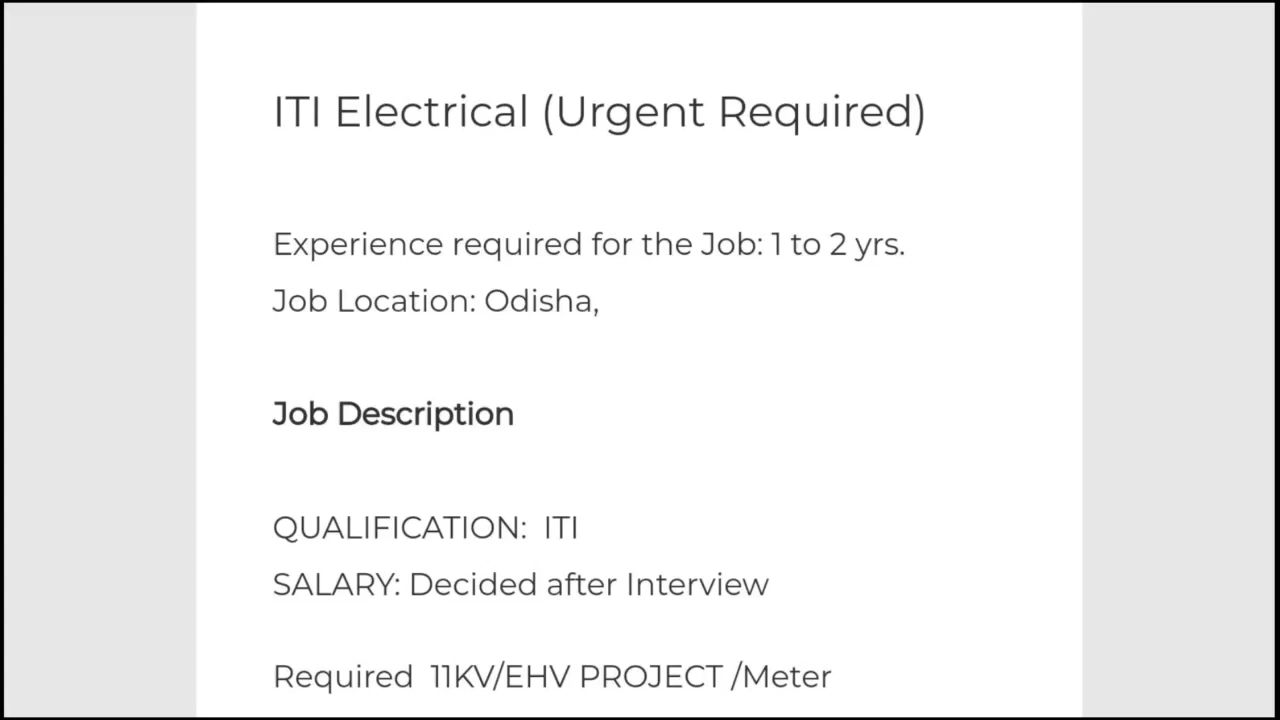 ITI Electrical (Urgent Required)
Experience required for the Job: 1 to 2 yrs.
Job Location: Odisha,
Job Description
QUALIFICATION:  ITI
SALARY: Decided after Interview
Required  11KV/EHV PROJECT /Meter